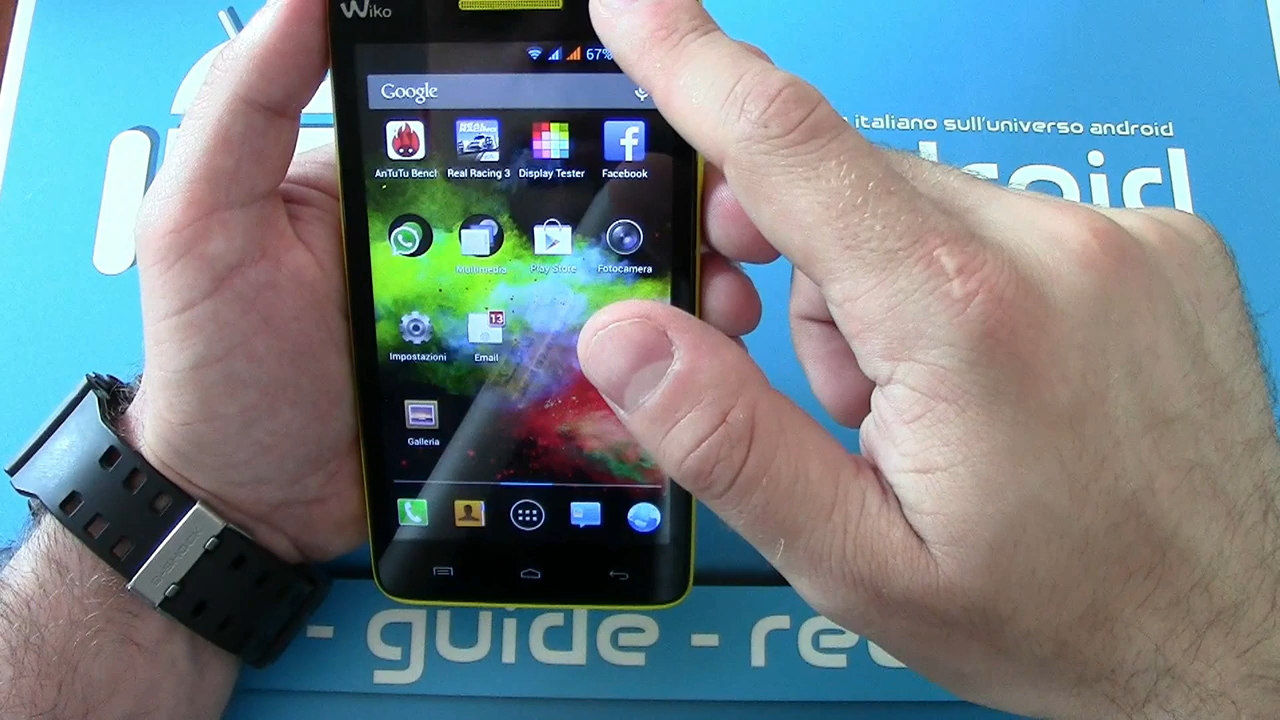 Wiko
67%
Google
italiano sull'universo android
AnTuTu Bencl
Real Racing 3
Display Tester
Facebook
Multimedia
Play Store
Fotocamera
13
Impostazioni
Email
Galleria
- guide - re